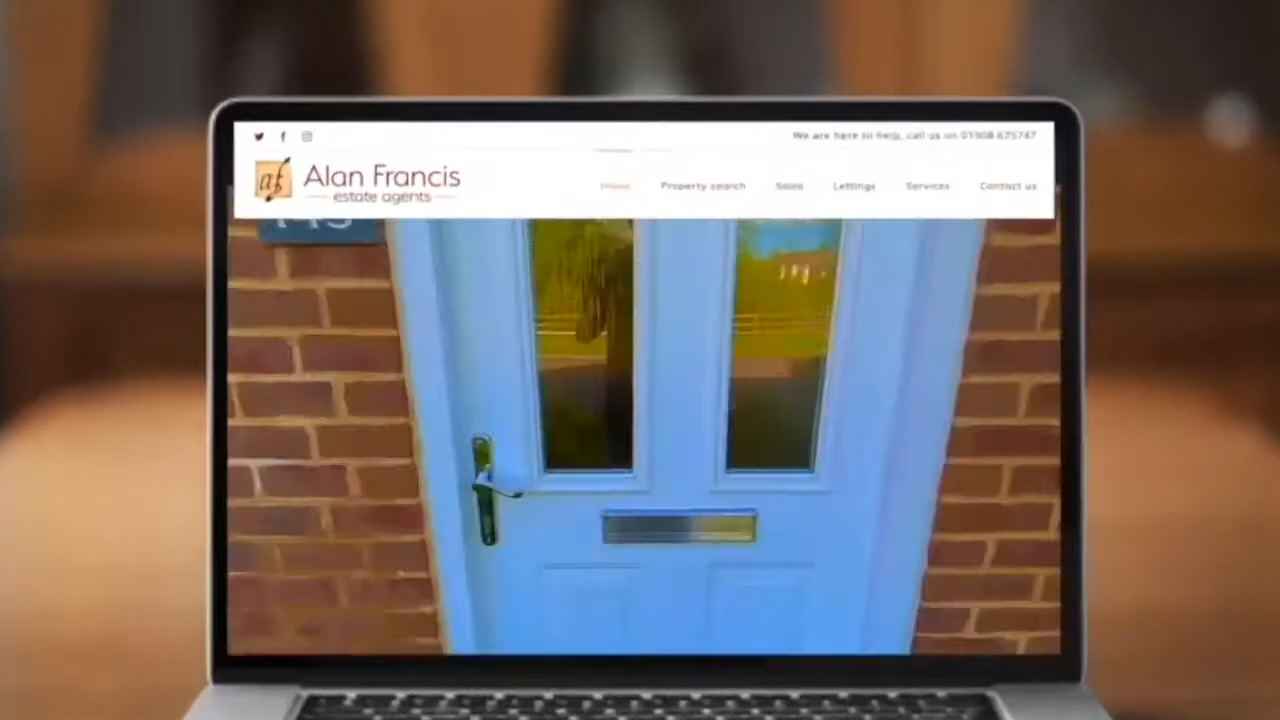 We are here to help, call us on 01908 675747
af
Alan Francis
estate agents
Home
Property search
Sales
Lettings
Services
Contact us